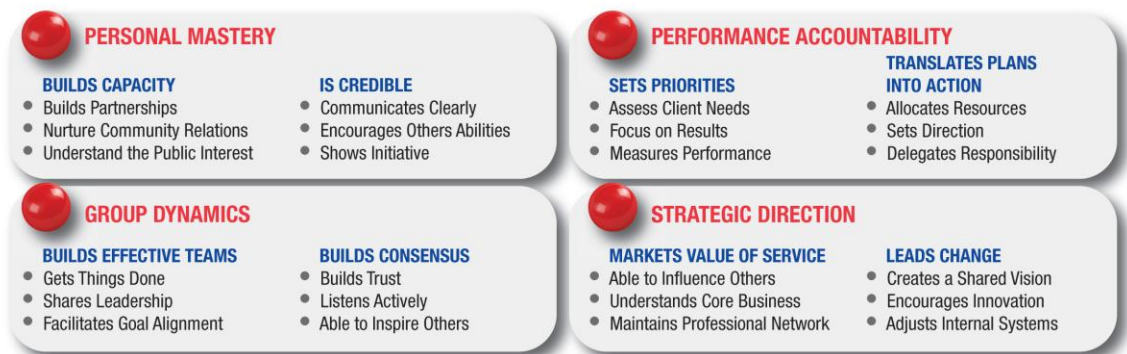 PERSONAL MASTERY
BUILDS CAPACITY
• Builds Partnerships
• Nurture Community Relations
• Understand the Public Interest
IS CREDIBLE
• Communicates Clearly
• Encourages Others Abilities
• Shows Initiative
PERFORMANCE ACCOUNTABILITY
SETS PRIORITIES
• Assess Client Needs
• Focus on Results
• Measures Performance
TRANSLATES PLANS
INTO ACTION
• Allocates Resources
• Sets Direction
• Delegates Responsibility
GROUP DYNAMICS
BUILDS EFFECTIVE TEAMS
• Gets Things Done
• Shares Leadership
• Facilitates Goal Alignment
BUILDS CONSENSUS
• Builds Trust
• Listens Actively
• Able to Inspire Others
STRATEGIC DIRECTION
MARKETS VALUE OF SERVICE
• Able to Influence Others
• Understands Core Business
• Maintains Professional Network
LEADS CHANGE
• Creates a Shared Vision
• Encourages Innovation
• Adjusts Internal Systems